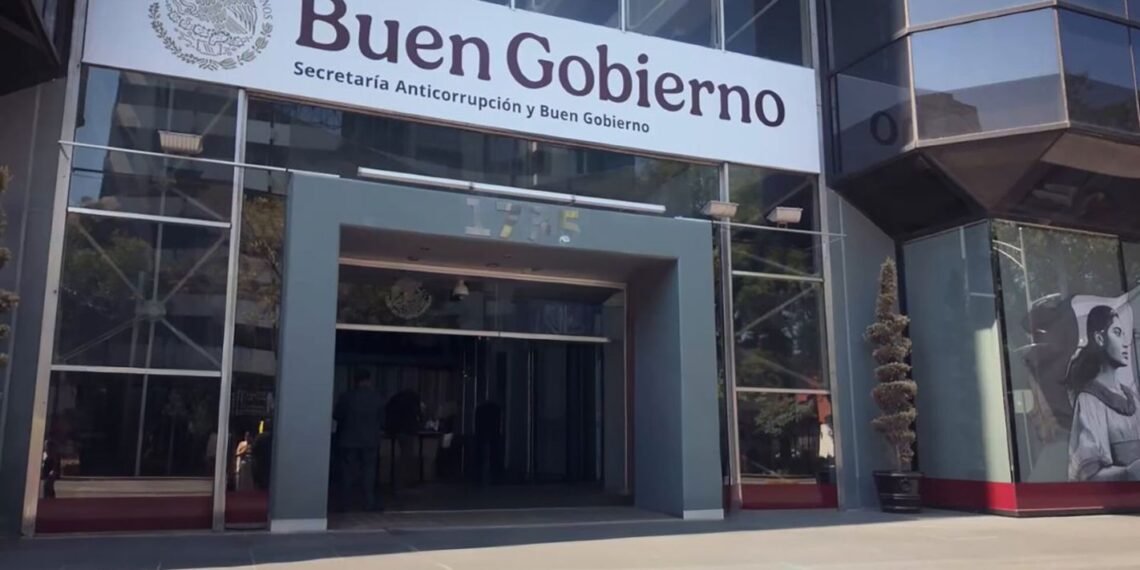 Buen Gobierno
Secretaría Anticorrupción y Buen Gobierno